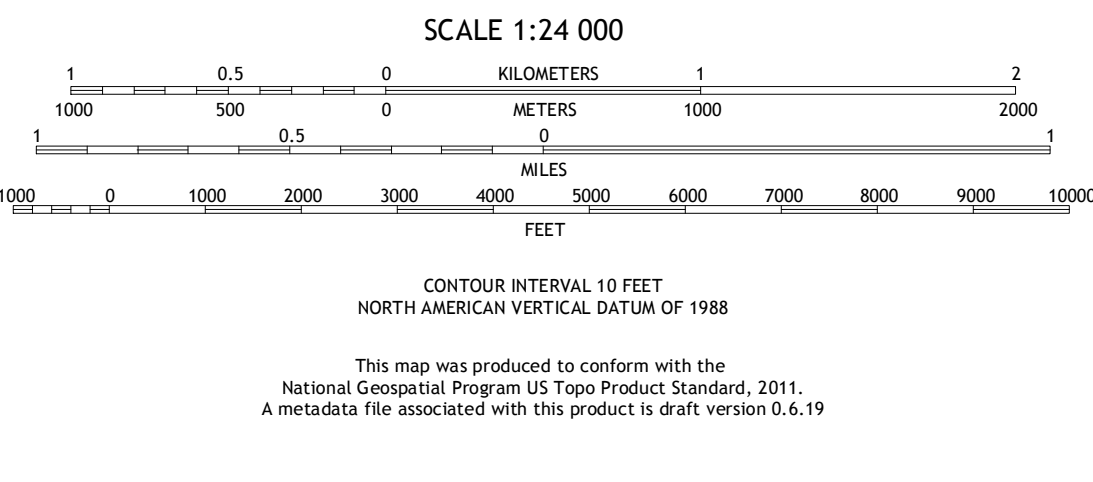 SCALE 1:24 000
1 0.5 0 KILOMETERS 1 2
1000 500 0 METERS 1000 2000
1 0.5 0 1
MILES
1000 0 1000 2000 3000 4000 5000 6000 7000 8000 9000 10000
FEET
CONTOUR INTERVAL 10 FEET
NORTH AMERICAN VERTICAL DATUM OF 1988
This map was produced to conform with the
National Geospatial Program US Topo Product Standard, 2011.
A metadata file associated with this product is draft version 0.6.19